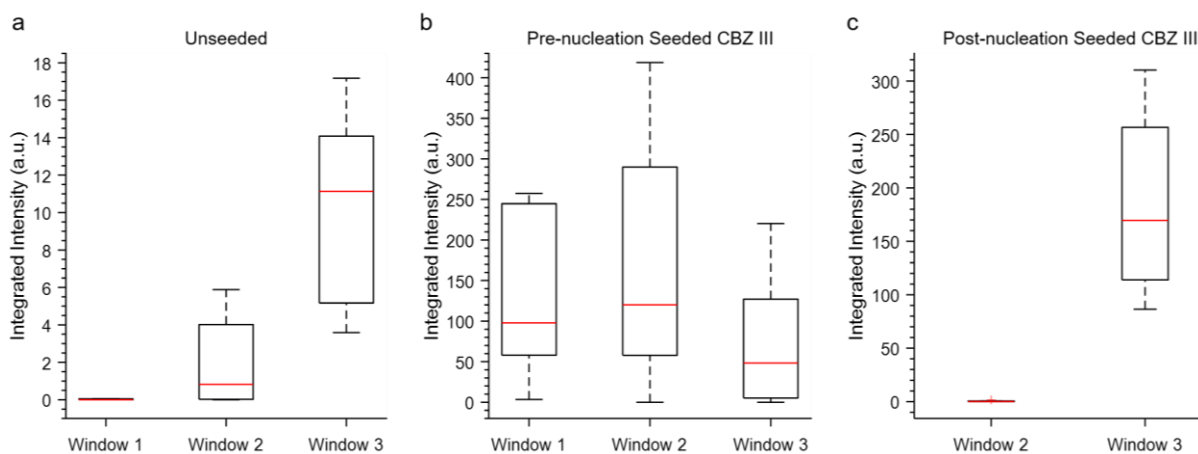 a
Unseeded
Integrated Intensity (a.u.)
18
16
14
12
10
8
6
4
2
0
Window 1 Window 2 Window 3
b
Pre-nucleation Seeded CBZ III
Integrated Intensity (a.u.)
400
350
300
250
200
150
100
50
0
Window 1 Window 2 Window 3
c
Post-nucleation Seeded CBZ III
Integrated Intensity (a.u.)
300
250
200
150
100
50
0
Window 2 Window 3